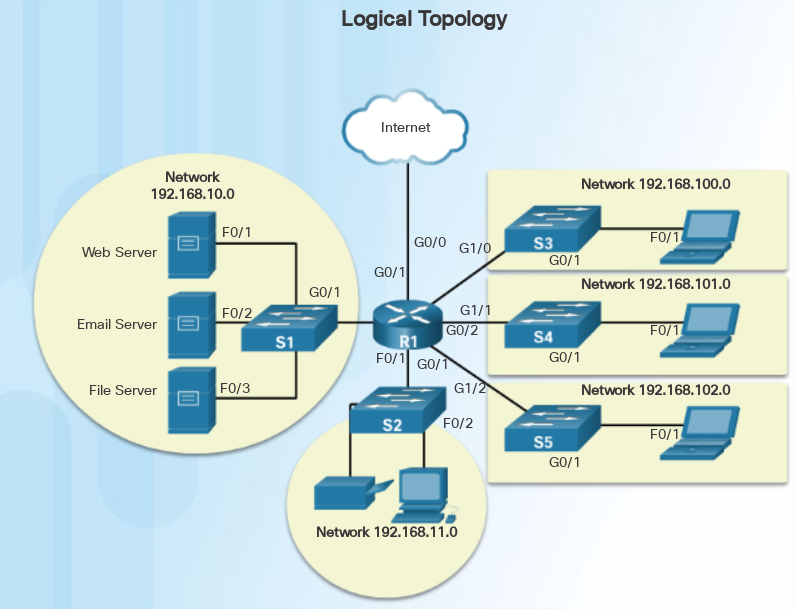 Logical Topology
Internet
Network
192.168.10.0
Web Server
F0/1
Email Server
F0/2
File Server
F0/3
G0/1
S1
G0/0
G0/1
R1
G0/2
F0/1
G0/1
S2
F0/2
Network 192.168.11.0
G1/0
Network 192.168.100.0
S3
G0/1
F0/1
G1/1
Network 192.168.101.0
S4
G0/1
F0/1
G1/2
Network 192.168.102.0
S5
G0/1
F0/1